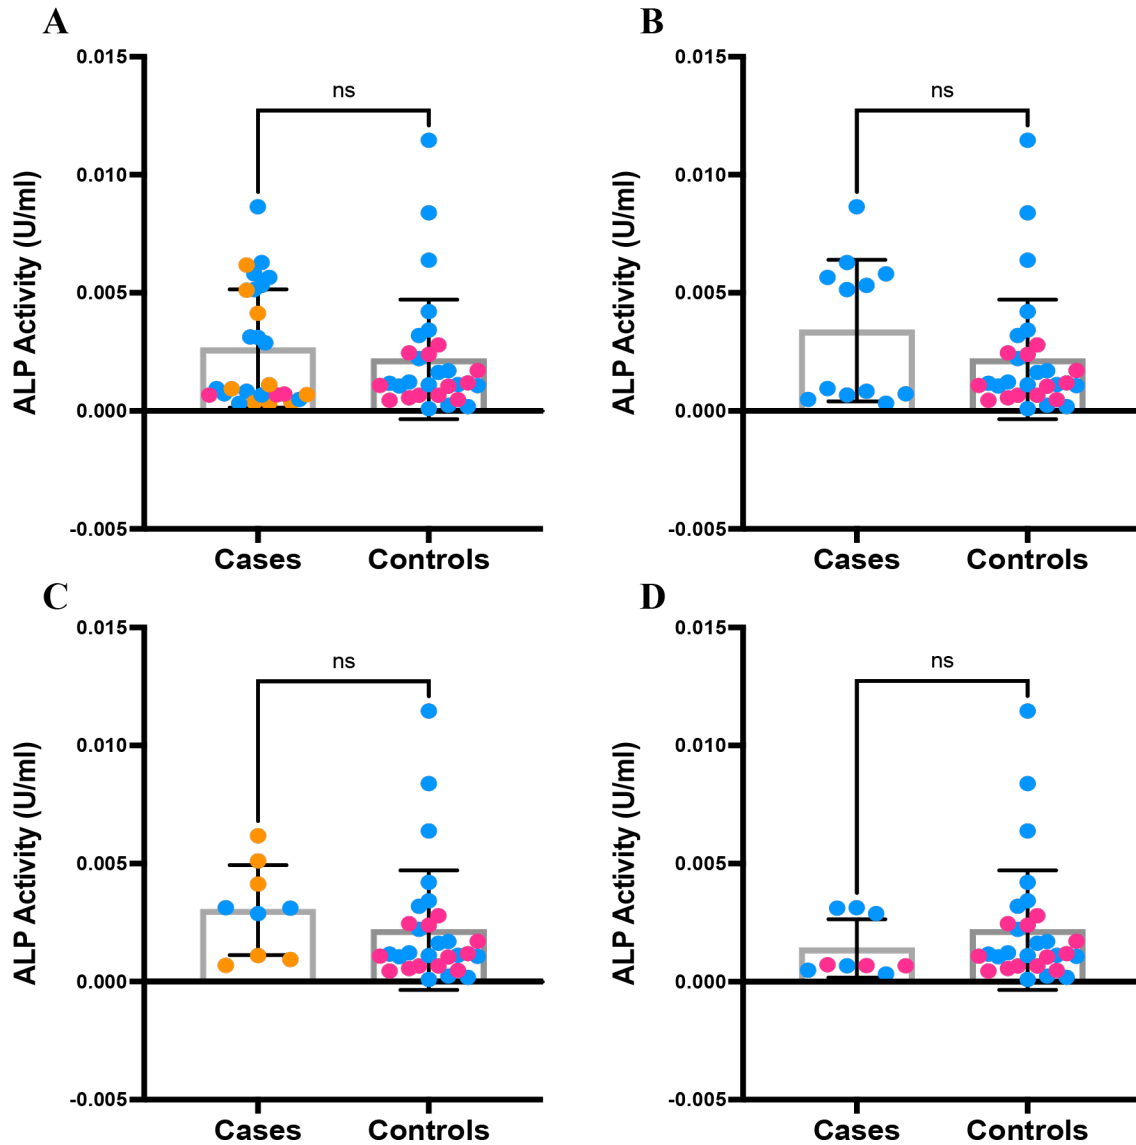 A
ALP Activity (U/ml)
0.015
0.010
0.005
0.000
-0.005
ns
Cases
Controls
B
ALP Activity (U/ml)
0.015
0.010
0.005
0.000
-0.005
ns
Cases
Controls
C
ALP Activity (U/ml)
0.015
0.010
0.005
0.000
-0.005
ns
Cases
Controls
D
ALP Activity (U/ml)
0.015
0.010
0.005
0.000
-0.005
ns
Cases
Controls